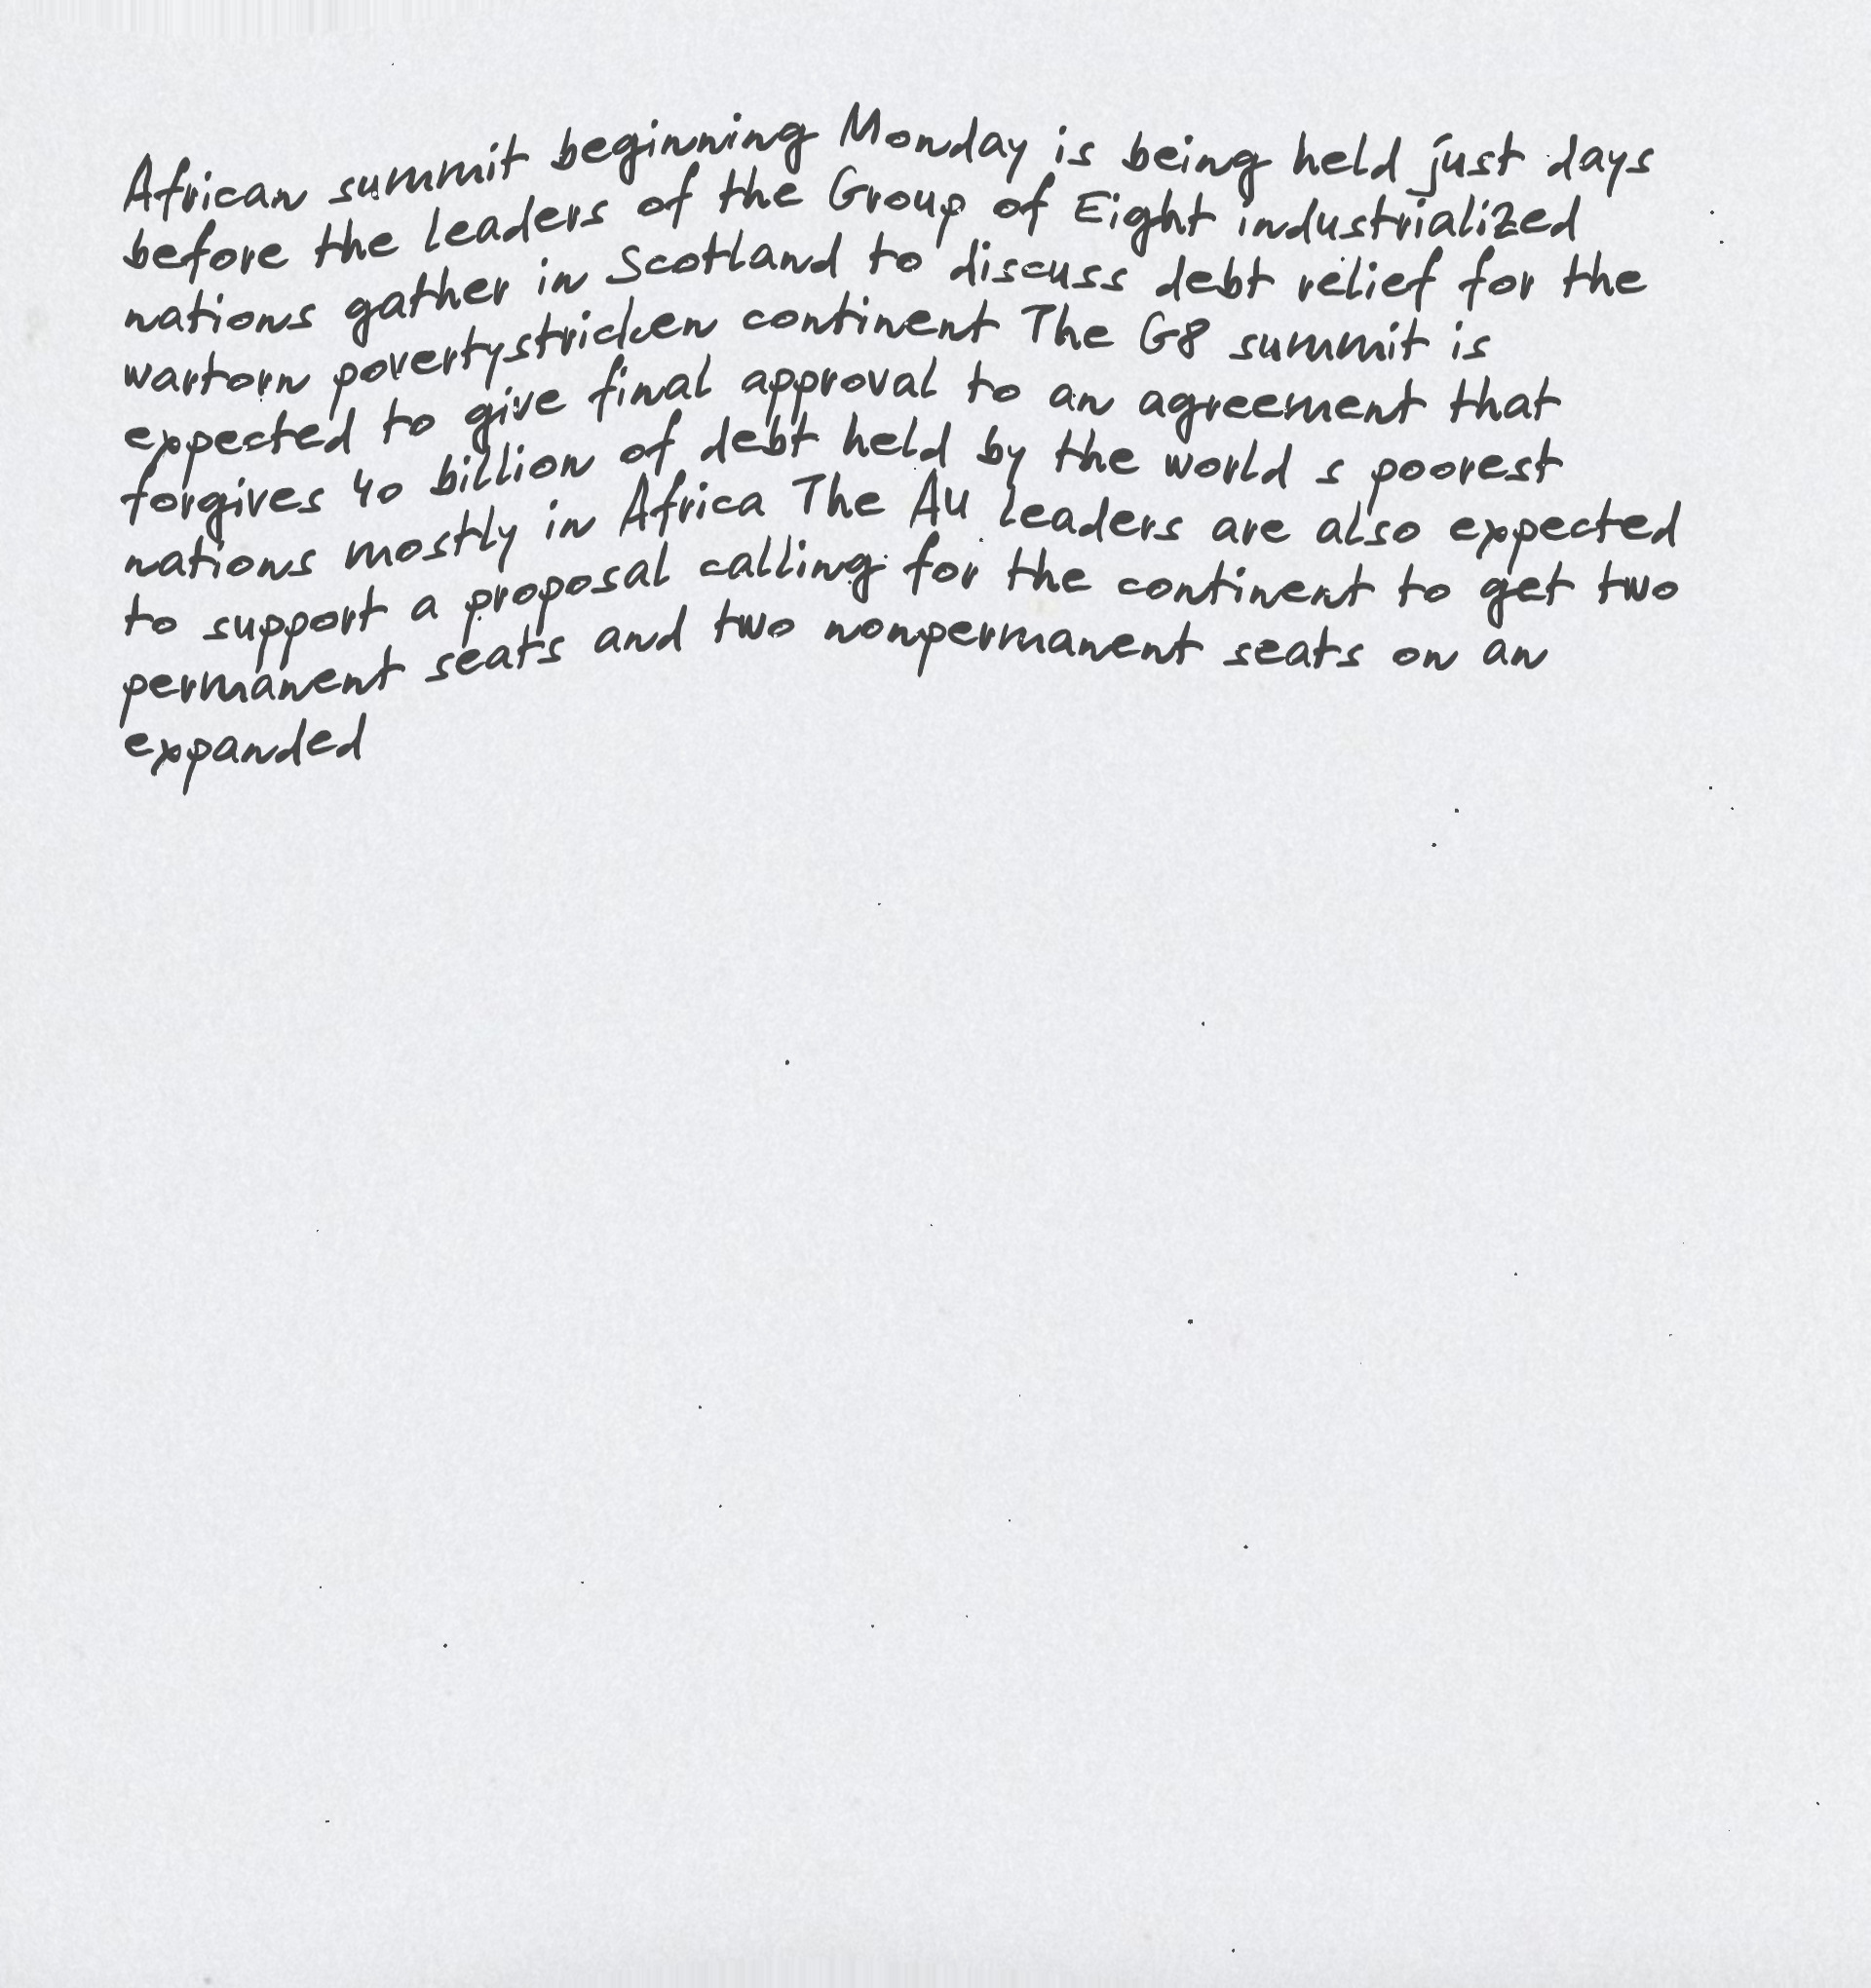 African summit beginning Monday is being held just days
before the leaders of the Group of Eight industrialized
nations gather in Scotland to discuss debt relief for the
wartorn povertystricken continent The G8 summit is
expected to give final approval to an agreement that
forgives 40 billion of debt held by the world s poorest
nations mostly in Africa The AU leaders are also expected
to support a proposal calling for the continent to get two
permanent seats and two nonpermanent seats on an
expanded